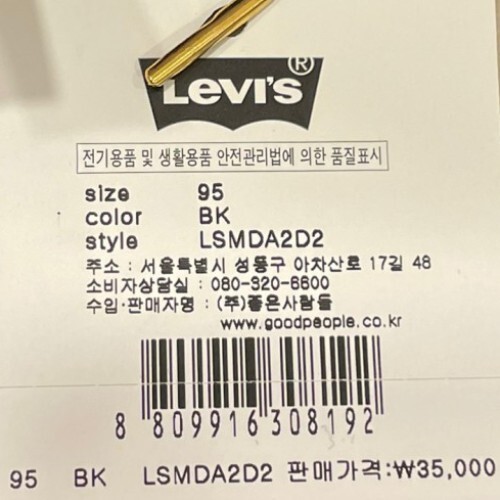 Levi's®
전기용품 및 생활용품 안전관리법에 의한 품질표시
size 95
color BK
style LSMDA2D2
주소 : 서울특별시 성동구 아차산로 17길 48
소비자상담실 : 080-320-6600
수입·판매자명 : (주)좋은사람들
www.goodpeople.co.kr
8 809916 308192
95 BK LSMDA2D2 판매가격:₩35,000